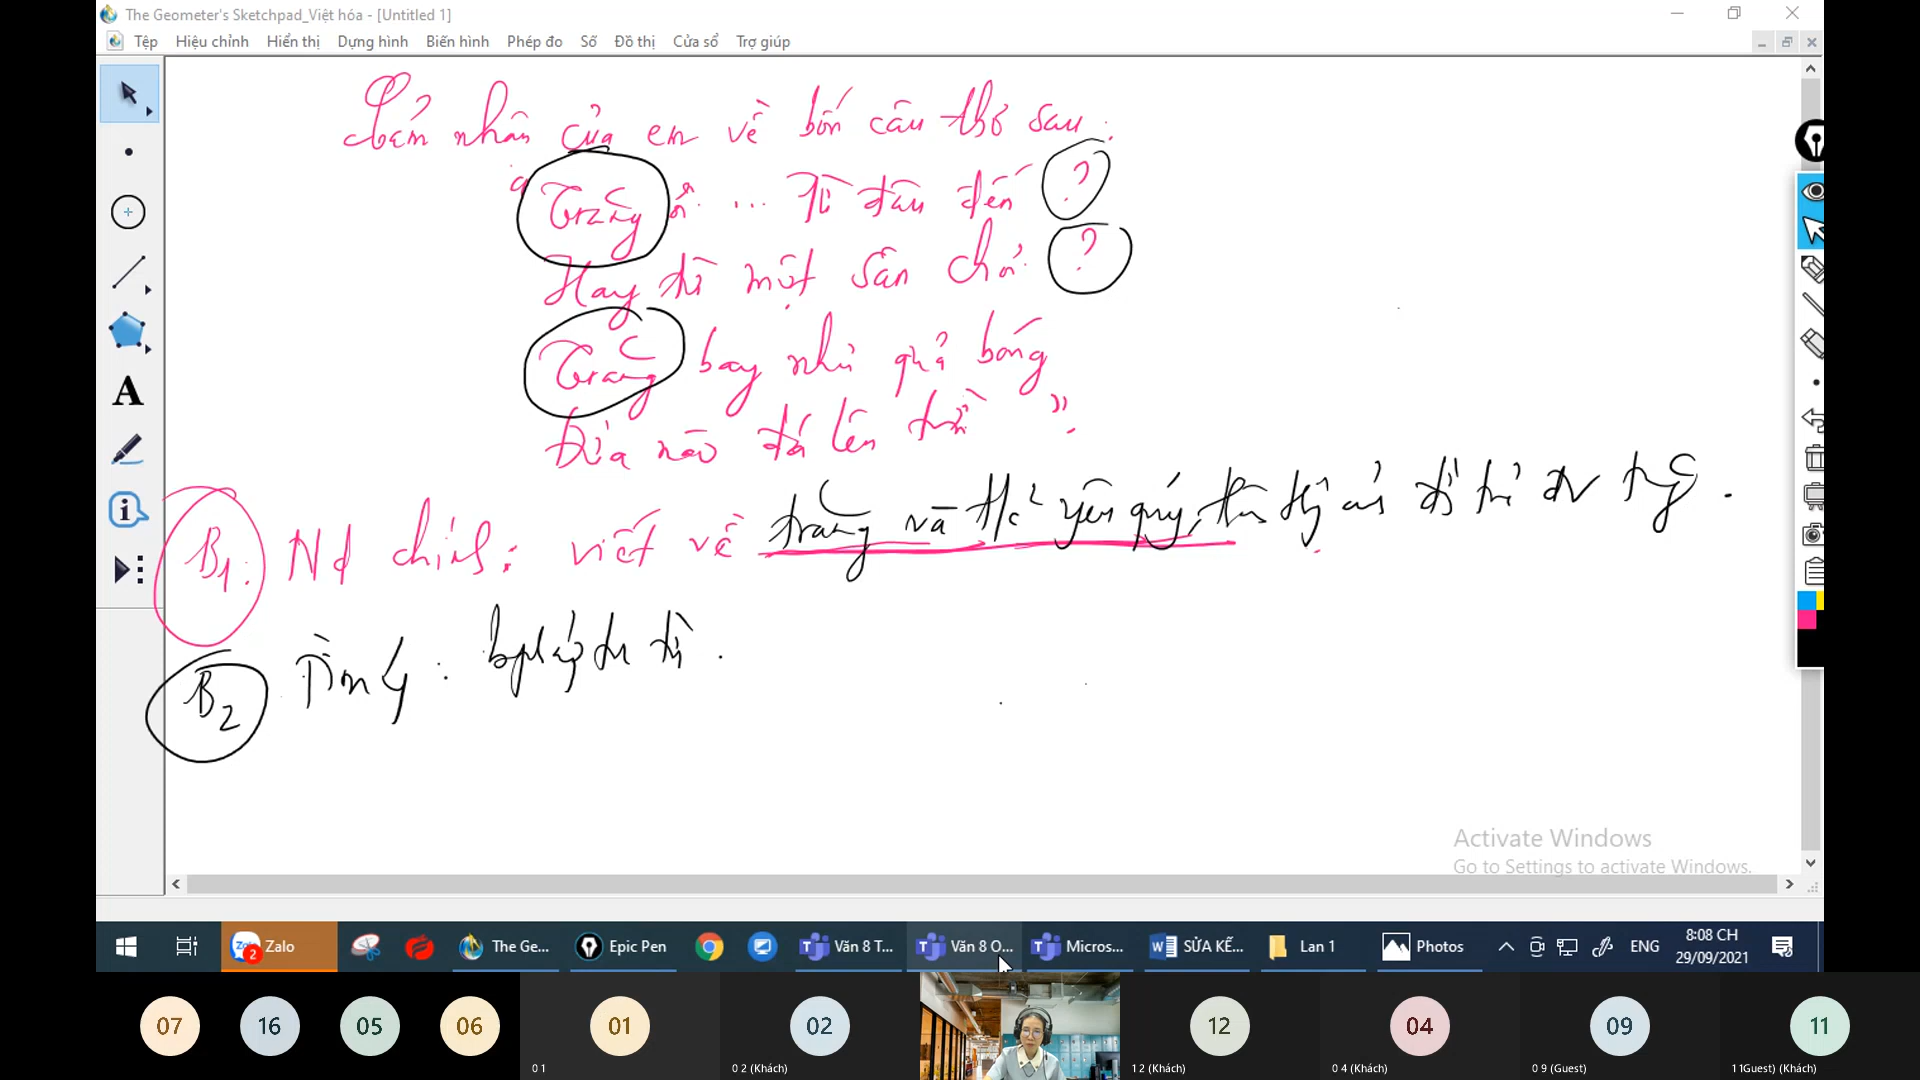 The Geometer's Sketchpad_Việt hóa - [Untitled 1]
Tệp Hiệu chỉnh Hiển thị Dựng hình Biến hình Phép đo Số Đồ thị Cửa sổ Trợ giúp
Cảm nhận của em về bốn câu thơ sau:
"Trăng ơi... từ đâu đến?
Hay từ một sân chơi?
Trăng bay như quả bóng
Đứa nào đá lên trời".
B1: Nd chính: viết về trăng và t/c yêu quý,
B2 Tìm ý:
Activate Windows
Go to Settings to activate Windows.
Zalo 2 The Ge... Epic Pen Văn 8 T... Văn 8 O... Micros... SỬA KẾ... Lan 1 Photos ENG 8:08 CH
29/09/2021
07 16 05 06 01 02 12 04 09 11
0 1 0 2 (Khách) 1 2 (Khách) 0 4 (Khách) 0 9 (Guest) 1 1Guest) (Khách)